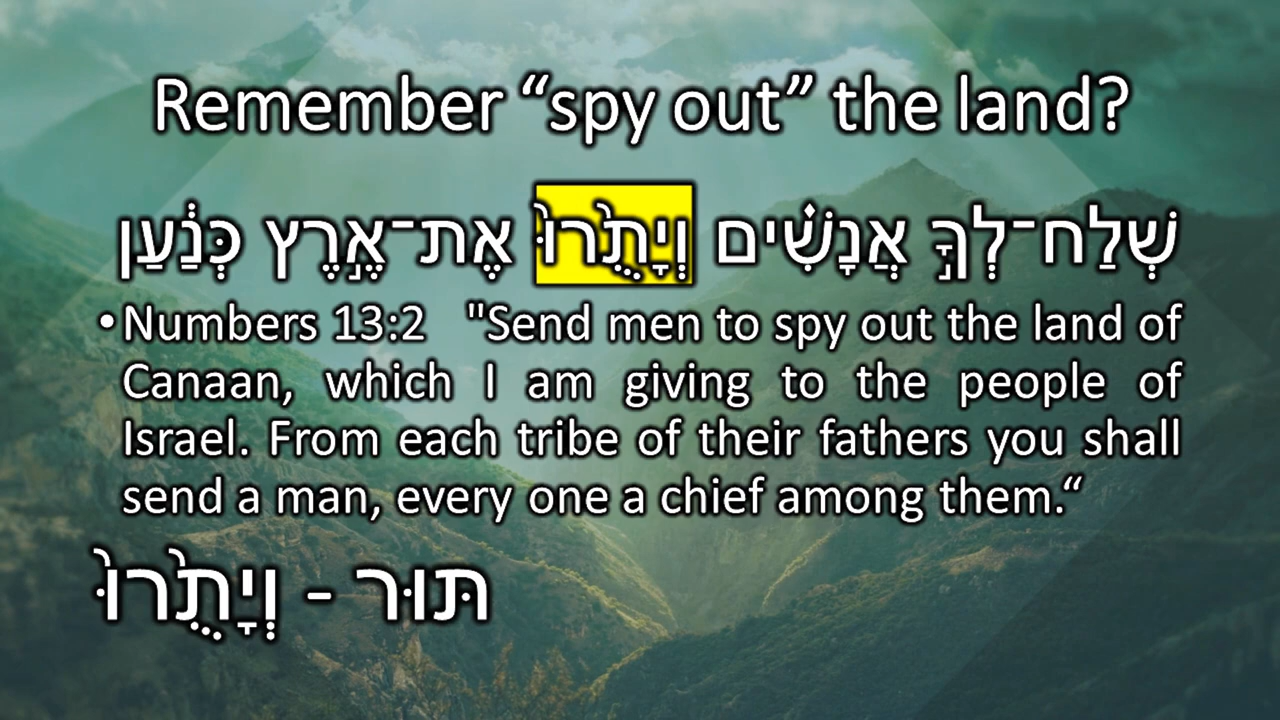 Remember “spy out” the land?
שְׁלַח־לְךָ֣ אֲנָשִׁ֗ים וְיָתֻ֙רוּ֙ אֶת־אֶ֣רֶץ כְּנַ֔עַן
•Numbers 13:2 "Send men to spy out the land of
Canaan, which I am giving to the people of
Israel. From each tribe of their fathers you shall
send a man, every one a chief among them.“
תּוּר - וְיָתֻ֙רוּ֙